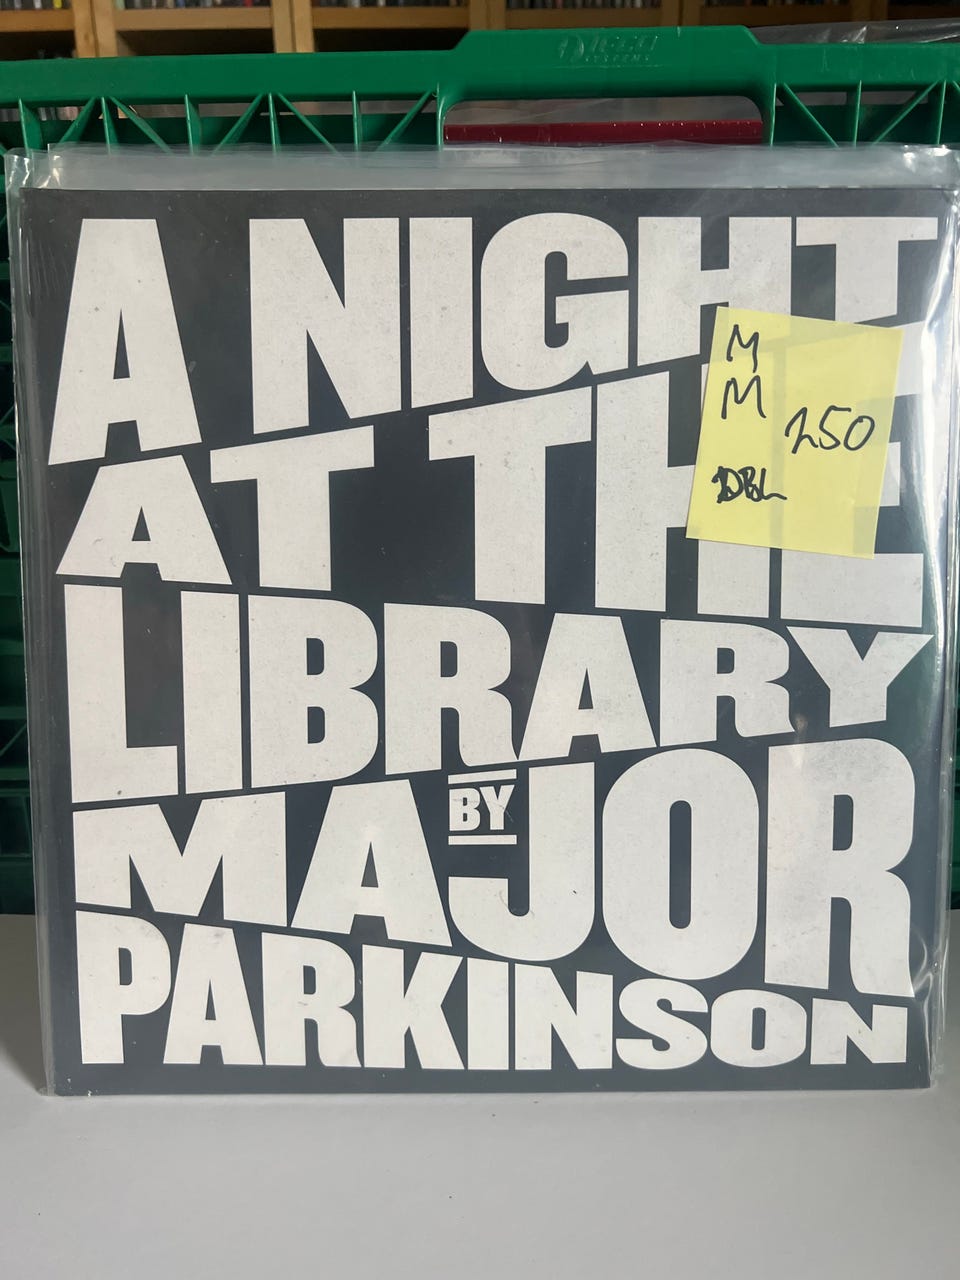 A NIGHT
AT THE
LIBRARY
BY
MAJOR
PARKINSON
M
M
250
DBL